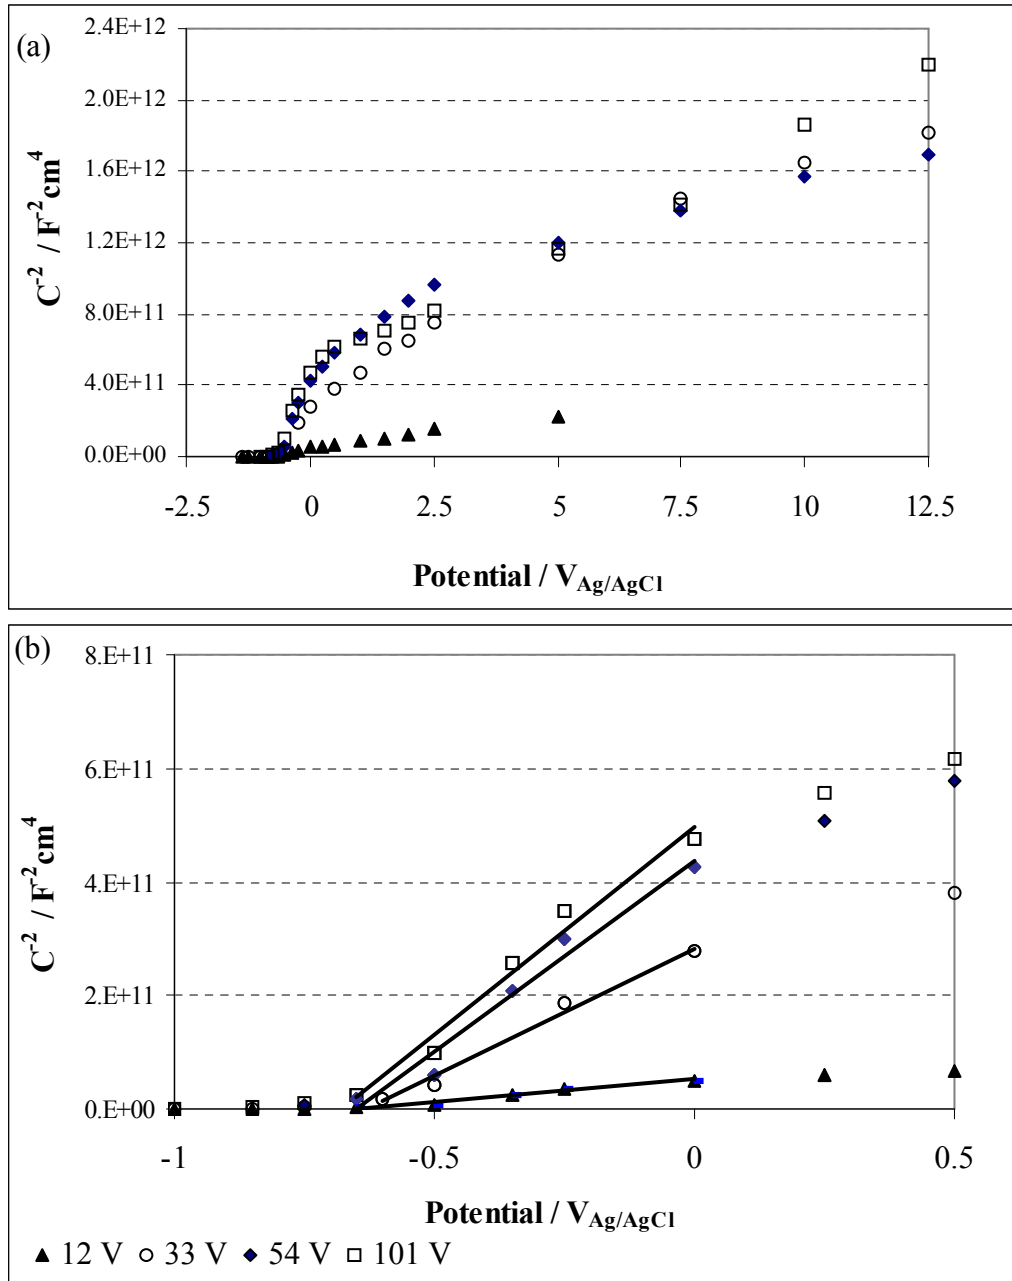 (a)
2.4E+12
2.0E+12
1.6E+12
1.2E+12
8.0E+11
4.0E+11
0.0E+00
C⁻² / F⁻²cm⁴
-2.5 0 2.5 5 7.5 10 12.5
Potential / V_Ag/AgCl
(b)
8.E+11
6.E+11
4.E+11
2.E+11
0.E+00
C⁻² / F⁻²cm⁴
-1 -0.5 0 0.5
Potential / V_Ag/AgCl
12 V 33 V 54 V 101 V